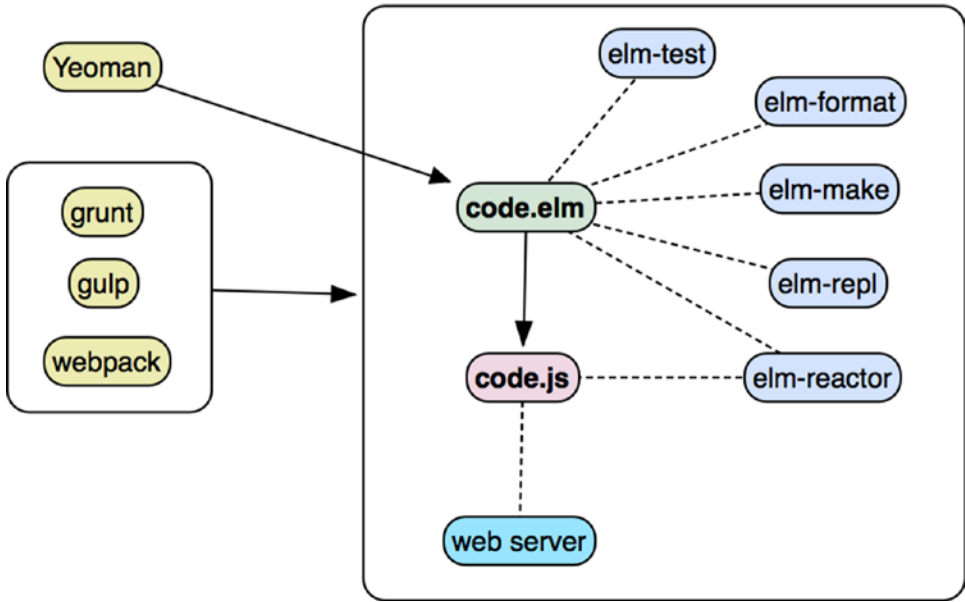 Yeoman
grunt
gulp
webpack
elm-test
elm-format
code.elm
elm-make
elm-repl
code.js
elm-reactor
web server